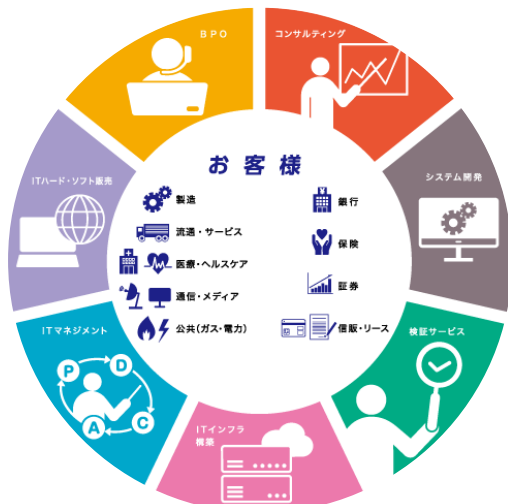 BPO
コンサルティング
ITハード・ソフト販売
システム開発
お客様
製造
銀行
流通・サービス
保険
医療・ヘルスケア
証券
通信・メディア
公共(ガス・電力)
信販・リース
ITマネジメント
検証サービス
P
D
A
C
ITインフラ
構築